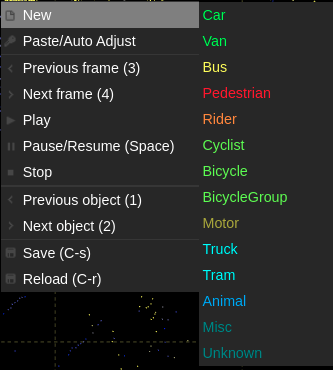 New
Paste/Auto Adjust
Previous frame (3)
Next frame (4)
Play
Pause/Resume (Space)
Stop
Previous object (1)
Next object (2)
Save (C-s)
Reload (C-r)
Car
Van
Bus
Pedestrian
Rider
Cyclist
Bicycle
BicycleGroup
Motor
Truck
Tram
Animal
Misc
Unknown